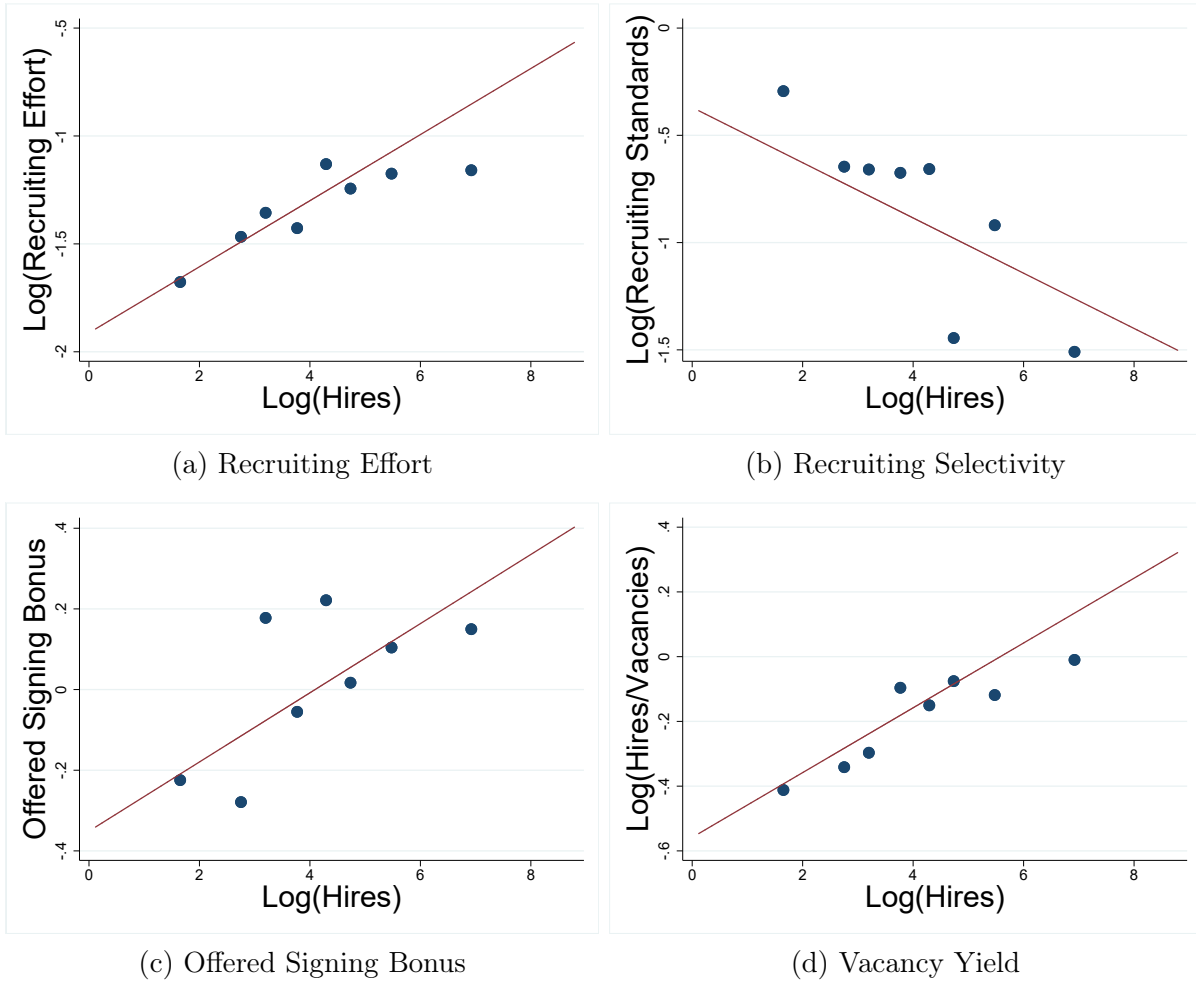 Log(Recruiting Effort)
-.5
-1
-1.5
-2
0 2 4 6 8
Log(Hires)
(a) Recruiting Effort
Log(Recruiting Standards)
0
-.5
-1
-1.5
0 2 4 6 8
Log(Hires)
(b) Recruiting Selectivity
Offered Signing Bonus
.4
.2
0
-.2
-.4
0 2 4 6 8
Log(Hires)
(c) Offered Signing Bonus
Log(Hires/Vacancies)
.4
.2
0
-.2
-.4
-.6
0 2 4 6 8
Log(Hires)
(d) Vacancy Yield